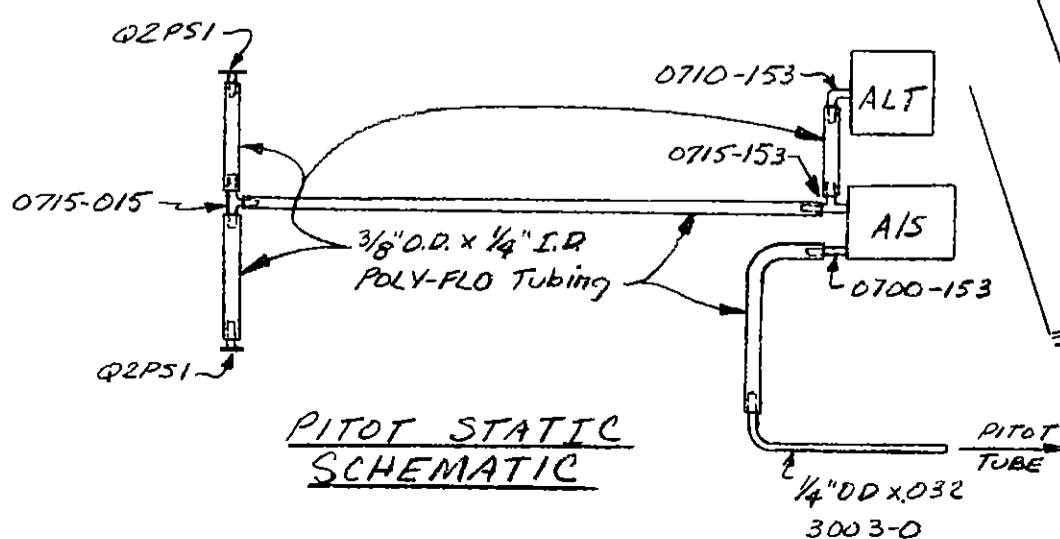 Q2PS1
0710-153
ALT
0715-153
0715-015
A/S
3/8" O.D. x 1/4" I.D.
POLY-FLO Tubing
0700-153
Q2PS1
PITOT STATIC
SCHEMATIC
PITOT
TUBE
1/4" OD x .032
3003-0